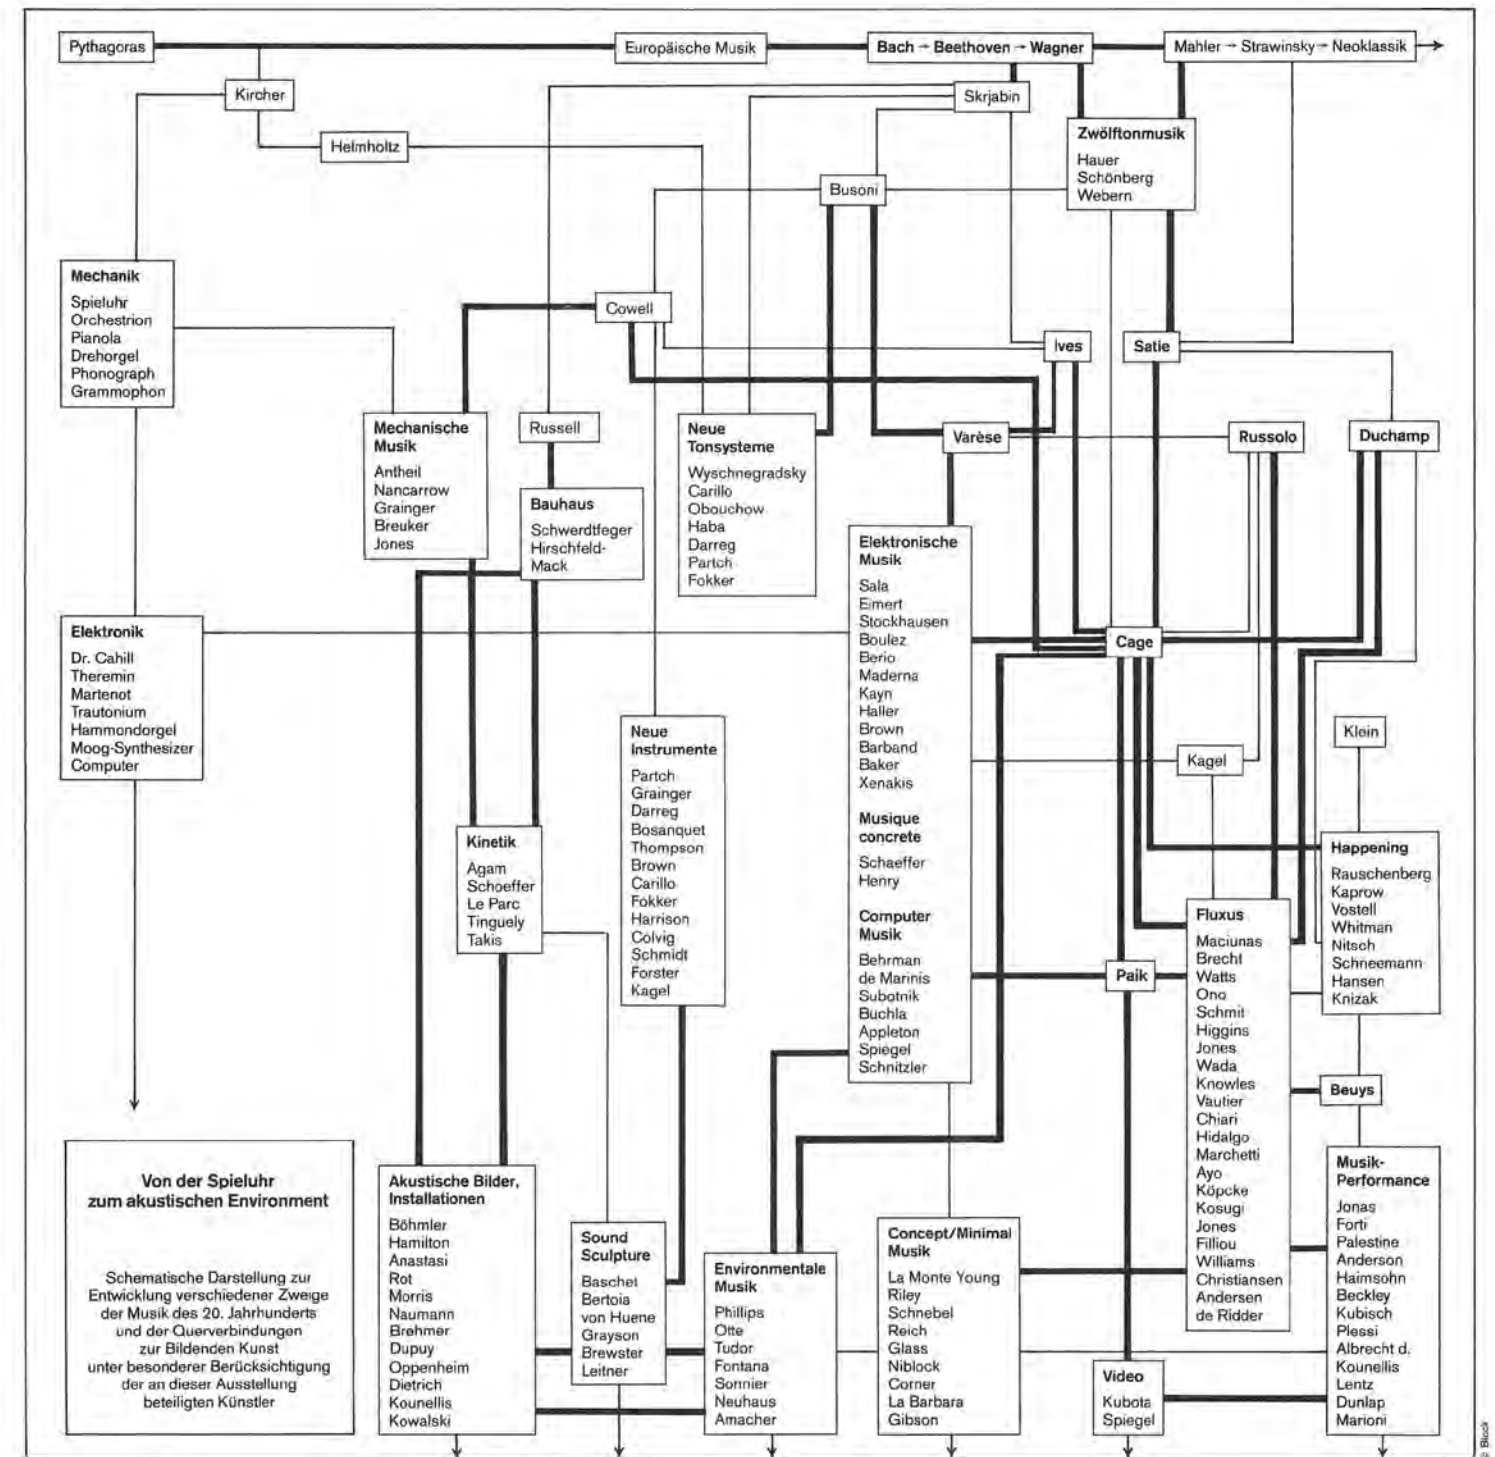 Pythagoras
Europäische Musik
Bach → Beethoven → Wagner
Mahler → Strawinsky → Neoklassik
Kircher
Skrjabin
Helmholtz
Zwölftonmusik
Hauer
Schönberg
Webern
Busoni
Mechanik
Spieluhr
Orchestrion
Pianola
Drehorgel
Phonograph
Grammophon
Cowell
Ives
Satie
Mechanische
Musik
Antheil
Nancarrow
Grainger
Breuker
Jones
Russell
Neue
Tonsysteme
Wyschnegradsky
Carillo
Obouchow
Haba
Darreg
Partch
Fokker
Varèse
Russolo
Duchamp
Bauhaus
Schwerdtfeger
Hirschfeld-
Mack
Elektronische
Musik
Sala
Eimert
Stockhausen
Boulez
Berio
Maderna
Kayn
Haller
Brown
Barband
Baker
Xenakis
Musique
concrete
Schaeffer
Henry
Computer
Musik
Behrman
de Marinis
Subotnik
Buchla
Appleton
Spiegel
Schnitzler
Elektronik
Dr. Cahill
Theremin
Martenot
Trautonium
Hammondorgel
Moog-Synthesizer
Computer
Cage
Neue
Instrumente
Partch
Grainger
Darreg
Bosanquet
Thompson
Brown
Carillo
Fokker
Harrison
Colvig
Schmidt
Forster
Kagel
Kagel
Klein
Kinetik
Agam
Schoeffer
Le Parc
Tinguely
Takis
Happening
Rauschenberg
Kaprow
Vostell
Whitman
Nitsch
Schneemann
Hansen
Knizak
Fluxus
Maciunas
Brecht
Watts
Ono
Schmit
Higgins
Jones
Wada
Knowles
Vautier
Chiari
Hidalgo
Marchetti
Ayo
Köpcke
Kosugi
Jones
Filliou
Williams
Christiansen
Andersen
de Ridder
Paik
Beuys
Von der Spieluhr
zum akustischen Environment
Schematische Darstellung zur
Entwicklung verschiedener Zweige
der Musik des 20. Jahrhunderts
und der Querverbindungen
zur Bildenden Kunst
unter besonderer Berücksichtigung
der an dieser Ausstellung
beteiligten Künstler
Akustische Bilder,
Installationen
Böhmler
Hamilton
Anastasi
Rot
Morris
Naumann
Brehmer
Dupuy
Oppenheim
Dietrich
Kounellis
Kowalski
Sound
Sculpture
Baschet
Bertoia
von Huene
Grayson
Brewster
Leitner
Environmentale
Musik
Phillips
Otte
Tudor
Fontana
Sonnier
Neuhaus
Amacher
Concept/Minimal
Musik
La Monte Young
Riley
Schnebel
Reich
Glass
Niblock
Corner
La Barbara
Gibson
Video
Kubota
Spiegel
Musik-
Performance
Jonas
Forti
Palestine
Anderson
Haimsohn
Beckley
Kubisch
Plessi
Albrecht d.
Kounellis
Lentz
Dunlap
Marioni
© Block